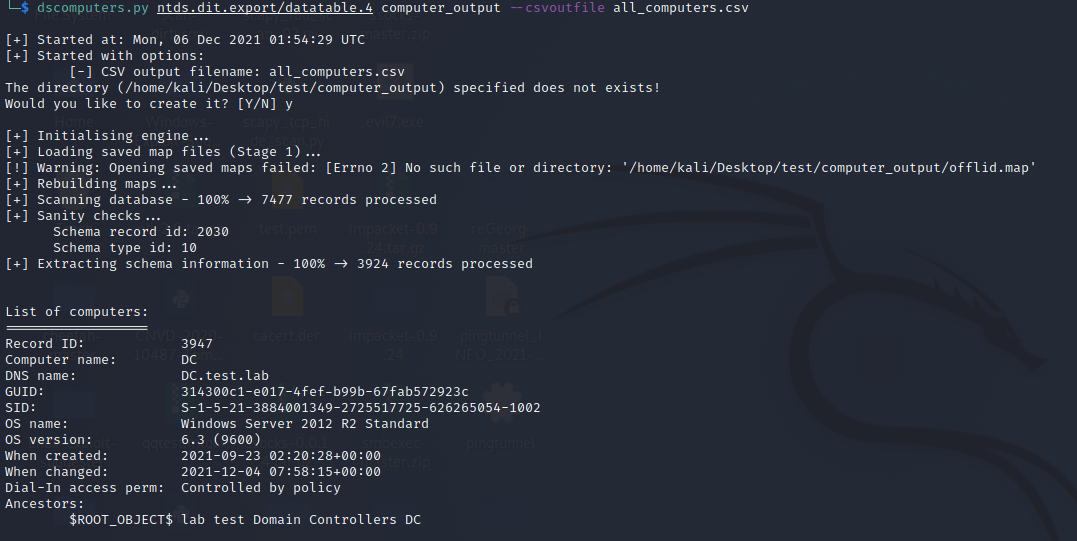 └─$ dscomputers.py ntds.dit.export/datatable.4 computer_output --csvoutfile all_computers.csv
[+] Started at: Mon, 06 Dec 2021 01:54:29 UTC
[+] Started with options:
[-] CSV output filename: all_computers.csv
The directory (/home/kali/Desktop/test/computer_output) specified does not exists!
Would you like to create it? [Y/N] y
[+] Initialising engine...
[+] Loading saved map files (Stage 1)...
[!] Warning: Opening saved maps failed: [Errno 2] No such file or directory: '/home/kali/Desktop/test/computer_output/offlid.map'
[+] Rebuilding maps...
[+] Scanning database - 100% → 7477 records processed
[+] Sanity checks...
Schema record id: 2030
Schema type id: 10
[+] Extracting schema information - 100% → 3924 records processed
List of computers:
==================
Record ID: 3947
Computer name: DC
DNS name: DC.test.lab
GUID: 314300c1-e017-4fef-b99b-67fab572923c
SID: S-1-5-21-3884001349-2725517725-626265054-1002
OS name: Windows Server 2012 R2 Standard
OS version: 6.3 (9600)
When created: 2021-09-23 02:20:28+00:00
When changed: 2021-12-04 07:58:15+00:00
Dial-In access perm: Controlled by policy
Ancestors:
$ROOT_OBJECT$ lab test Domain Controllers DC